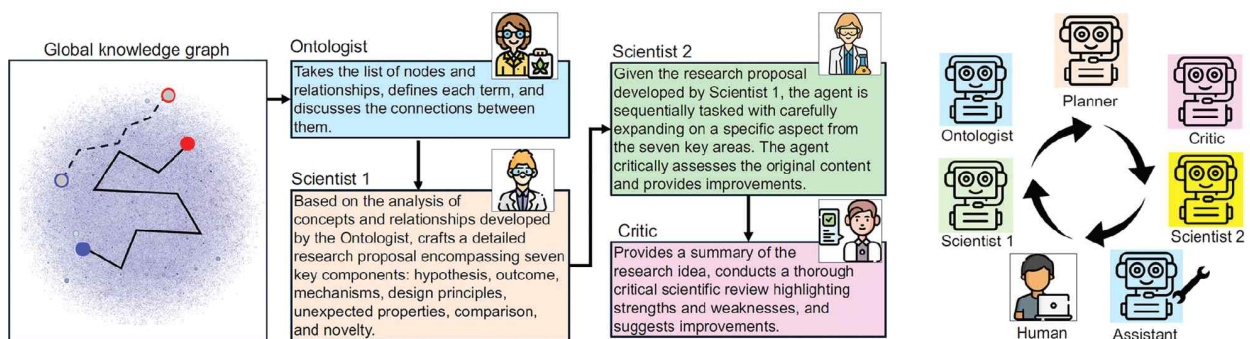 Global knowledge graph
Ontologist
Takes the list of nodes and
relationships, defines each term, and
discusses the connections between
them.
Scientist 1
Based on the analysis of
concepts and relationships developed
by the Ontologist, crafts a detailed
research proposal encompassing seven
key components: hypothesis, outcome,
mechanisms, design principles,
unexpected properties, comparison,
and novelty.
Scientist 2
Given the research proposal
developed by Scientist 1, the agent is
sequentially tasked with carefully
expanding on a specific aspect from
the seven key areas. The agent
critically assesses the original content
and provides improvements.
Critic
Provides a summary of the
research idea, conducts a thorough
critical scientific review highlighting
strengths and weaknesses, and
suggests improvements.
Planner
Ontologist
Critic
Scientist 1
Scientist 2
Human
Assistant